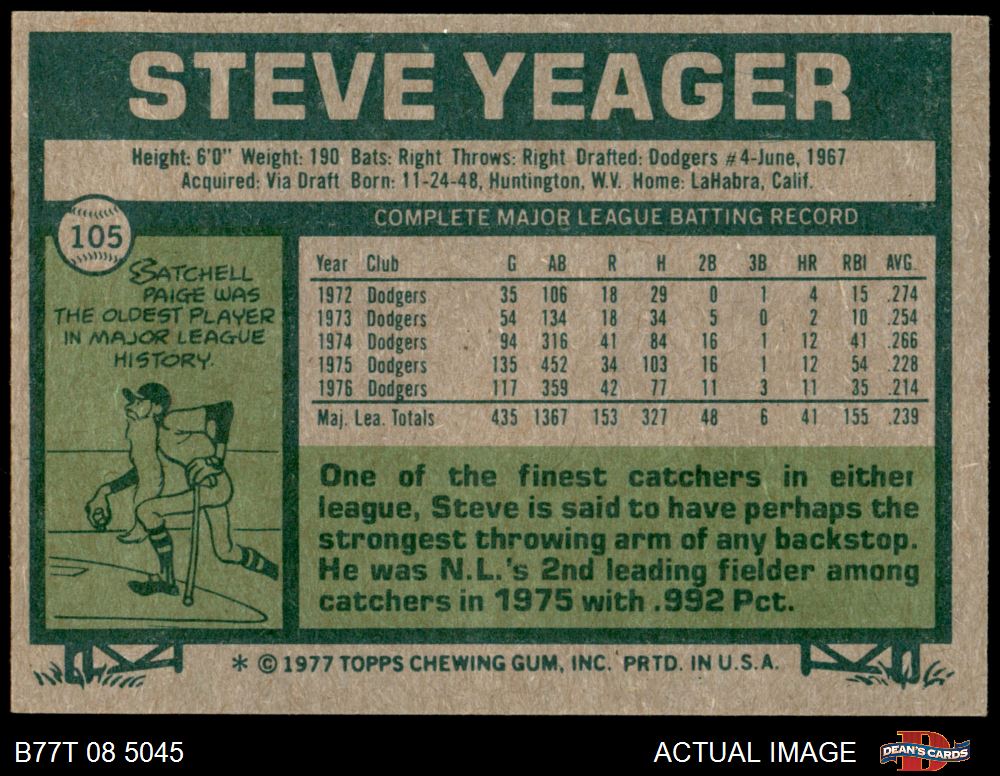 STEVE YEAGER
Height: 6'0" Weight: 190 Bats: Right Throws: Right Drafted: Dodgers #4-June, 1967
Acquired: Via Draft Born: 11-24-48, Huntington, W.V. Home: LaHabra, Calif.
COMPLETE MAJOR LEAGUE BATTING RECORD
105
SATCHELL
PAIGE WAS
THE OLDEST PLAYER
IN MAJOR LEAGUE
HISTORY.
Year Club G AB R H 2B 3B HR RBI AVG.
1972 Dodgers 35 106 18 29 0 1 4 15 .274
1973 Dodgers 54 134 18 34 5 0 2 10 .254
1974 Dodgers 94 316 41 84 16 1 12 41 .266
1975 Dodgers 135 452 34 103 16 1 12 54 .228
1976 Dodgers 117 359 42 77 11 3 11 35 .214
Maj. Lea. Totals 435 1367 153 327 48 6 41 155 .239
One of the finest catchers in either
league, Steve is said to have perhaps the
strongest throwing arm of any backstop.
He was N.L.'s 2nd leading fielder among
catchers in 1975 with .992 Pct.
* © 1977 TOPPS CHEWING GUM, INC. PRTD. IN U.S.A.
B77T 08 5045
ACTUAL IMAGE
D
DEAN'S CARDS